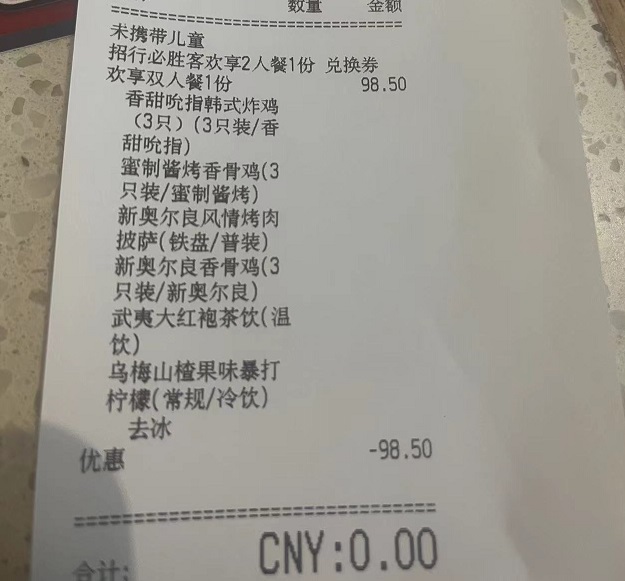 数量 金额
================================
未携带儿童
招行必胜客欢享2人餐1份 兑换券
欢享双人餐1份 98.50
香甜吮指韩式炸鸡
(3只)(3只装/香
甜吮指)
蜜制酱烤香骨鸡(3
只装/蜜制酱烤)
新奥尔良风情烤肉
披萨(铁盘/普装)
新奥尔良香骨鸡(3
只装/新奥尔良)
武夷大红袍茶饮(温
饮)
乌梅山楂果味暴打
柠檬(常规/冷饮)
去冰
优惠 -98.50
================================
合计: CNY:0.00